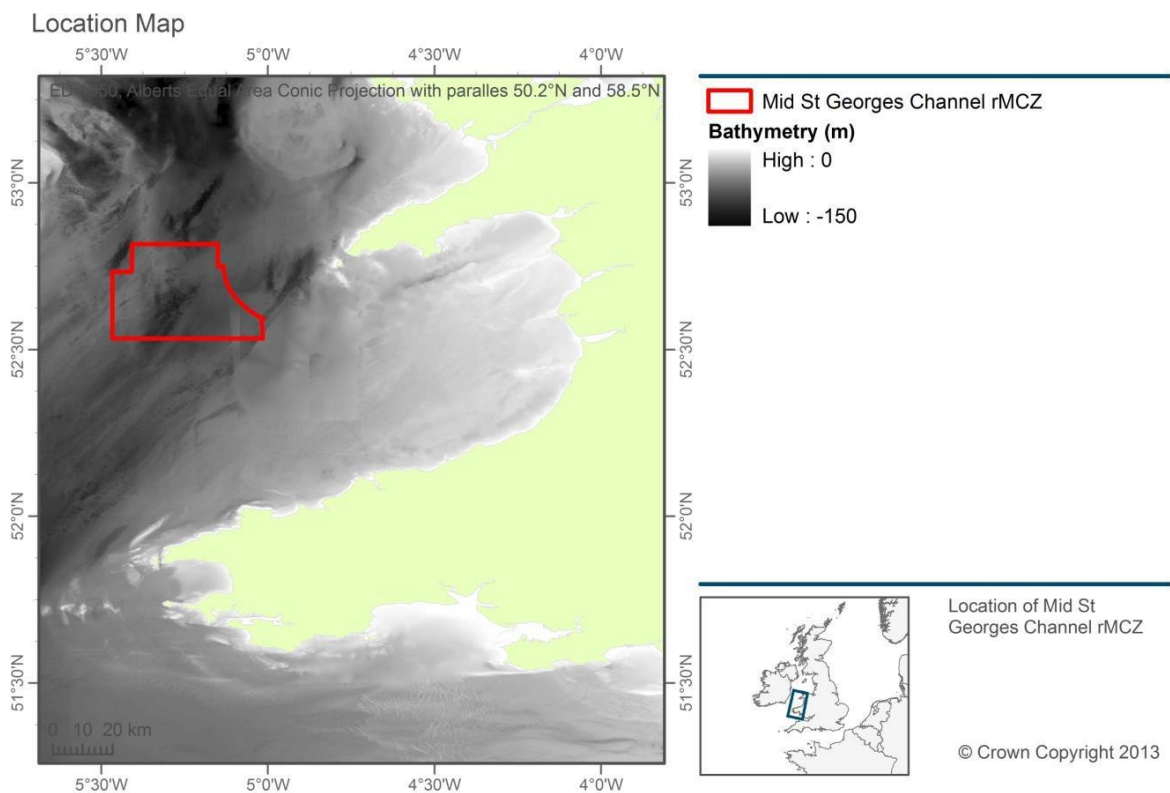 Location Map
5°30'W
5°0'W
4°30'W
4°0'W
Alberts Equal Area Conic Projection with paralles 50.2°N and 58.5°N
53°0'N
52°30'N
52°0'N
51°30'N
53°0'N
52°30'N
52°0'N
51°30'N
0 10 20 km
5°30'W
5°0'W
4°30'W
4°0'W
Mid St Georges Channel rMCZ
Bathymetry (m)
High : 0
Low : -150
Location of Mid St
Georges Channel rMCZ
© Crown Copyright 2013